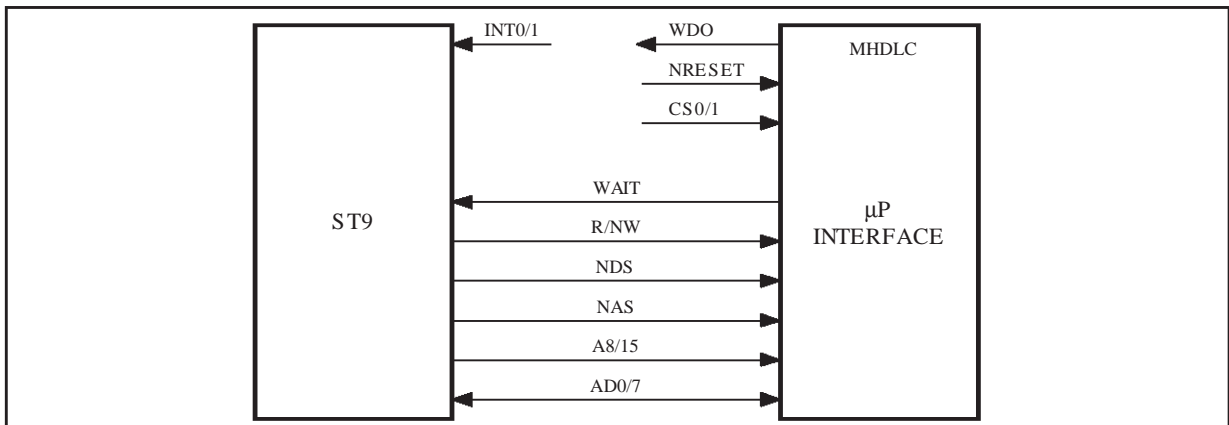 INT0/1
WDO
MHDLC
NRESET
CS0/1
WAIT
ST9
R/NW
µP
INTERFACE
NDS
NAS
A8/15
AD0/7